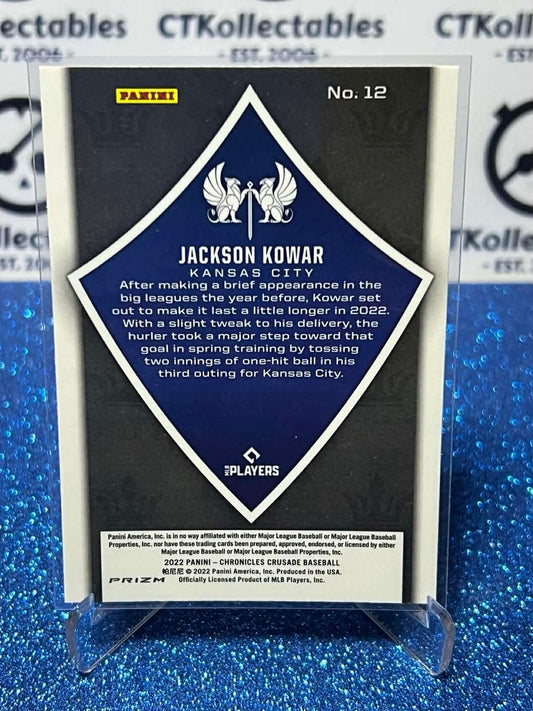 CTKollectables
CTKollectables
- EST. 2006 -
PANINI
No. 12
JACKSON KOWAR
KANSAS CITY
After making a brief appearance in the
big leagues the year before, Kowar set
out to make it last a little longer in 2022.
With a slight tweak to his delivery, the
hurler took a major step toward that
goal in spring training by tossing
two innings of one-hit ball in his
third outing for Kansas City.
MLB PLAYERS
Panini America, Inc. is in no way affiliated with either Major League Baseball or Major League Baseball
Properties, Inc. nor have these trading cards been prepared, approved, endorsed, or licensed by either
Major League Baseball or Major League Baseball Properties, Inc.
2022 PANINI – CHRONICLES CRUSADE BASEBALL
帕尼尼 © 2022 Panini America, Inc. Produced in the USA.
PRIZM
Officially Licensed Product of MLB Players, Inc.